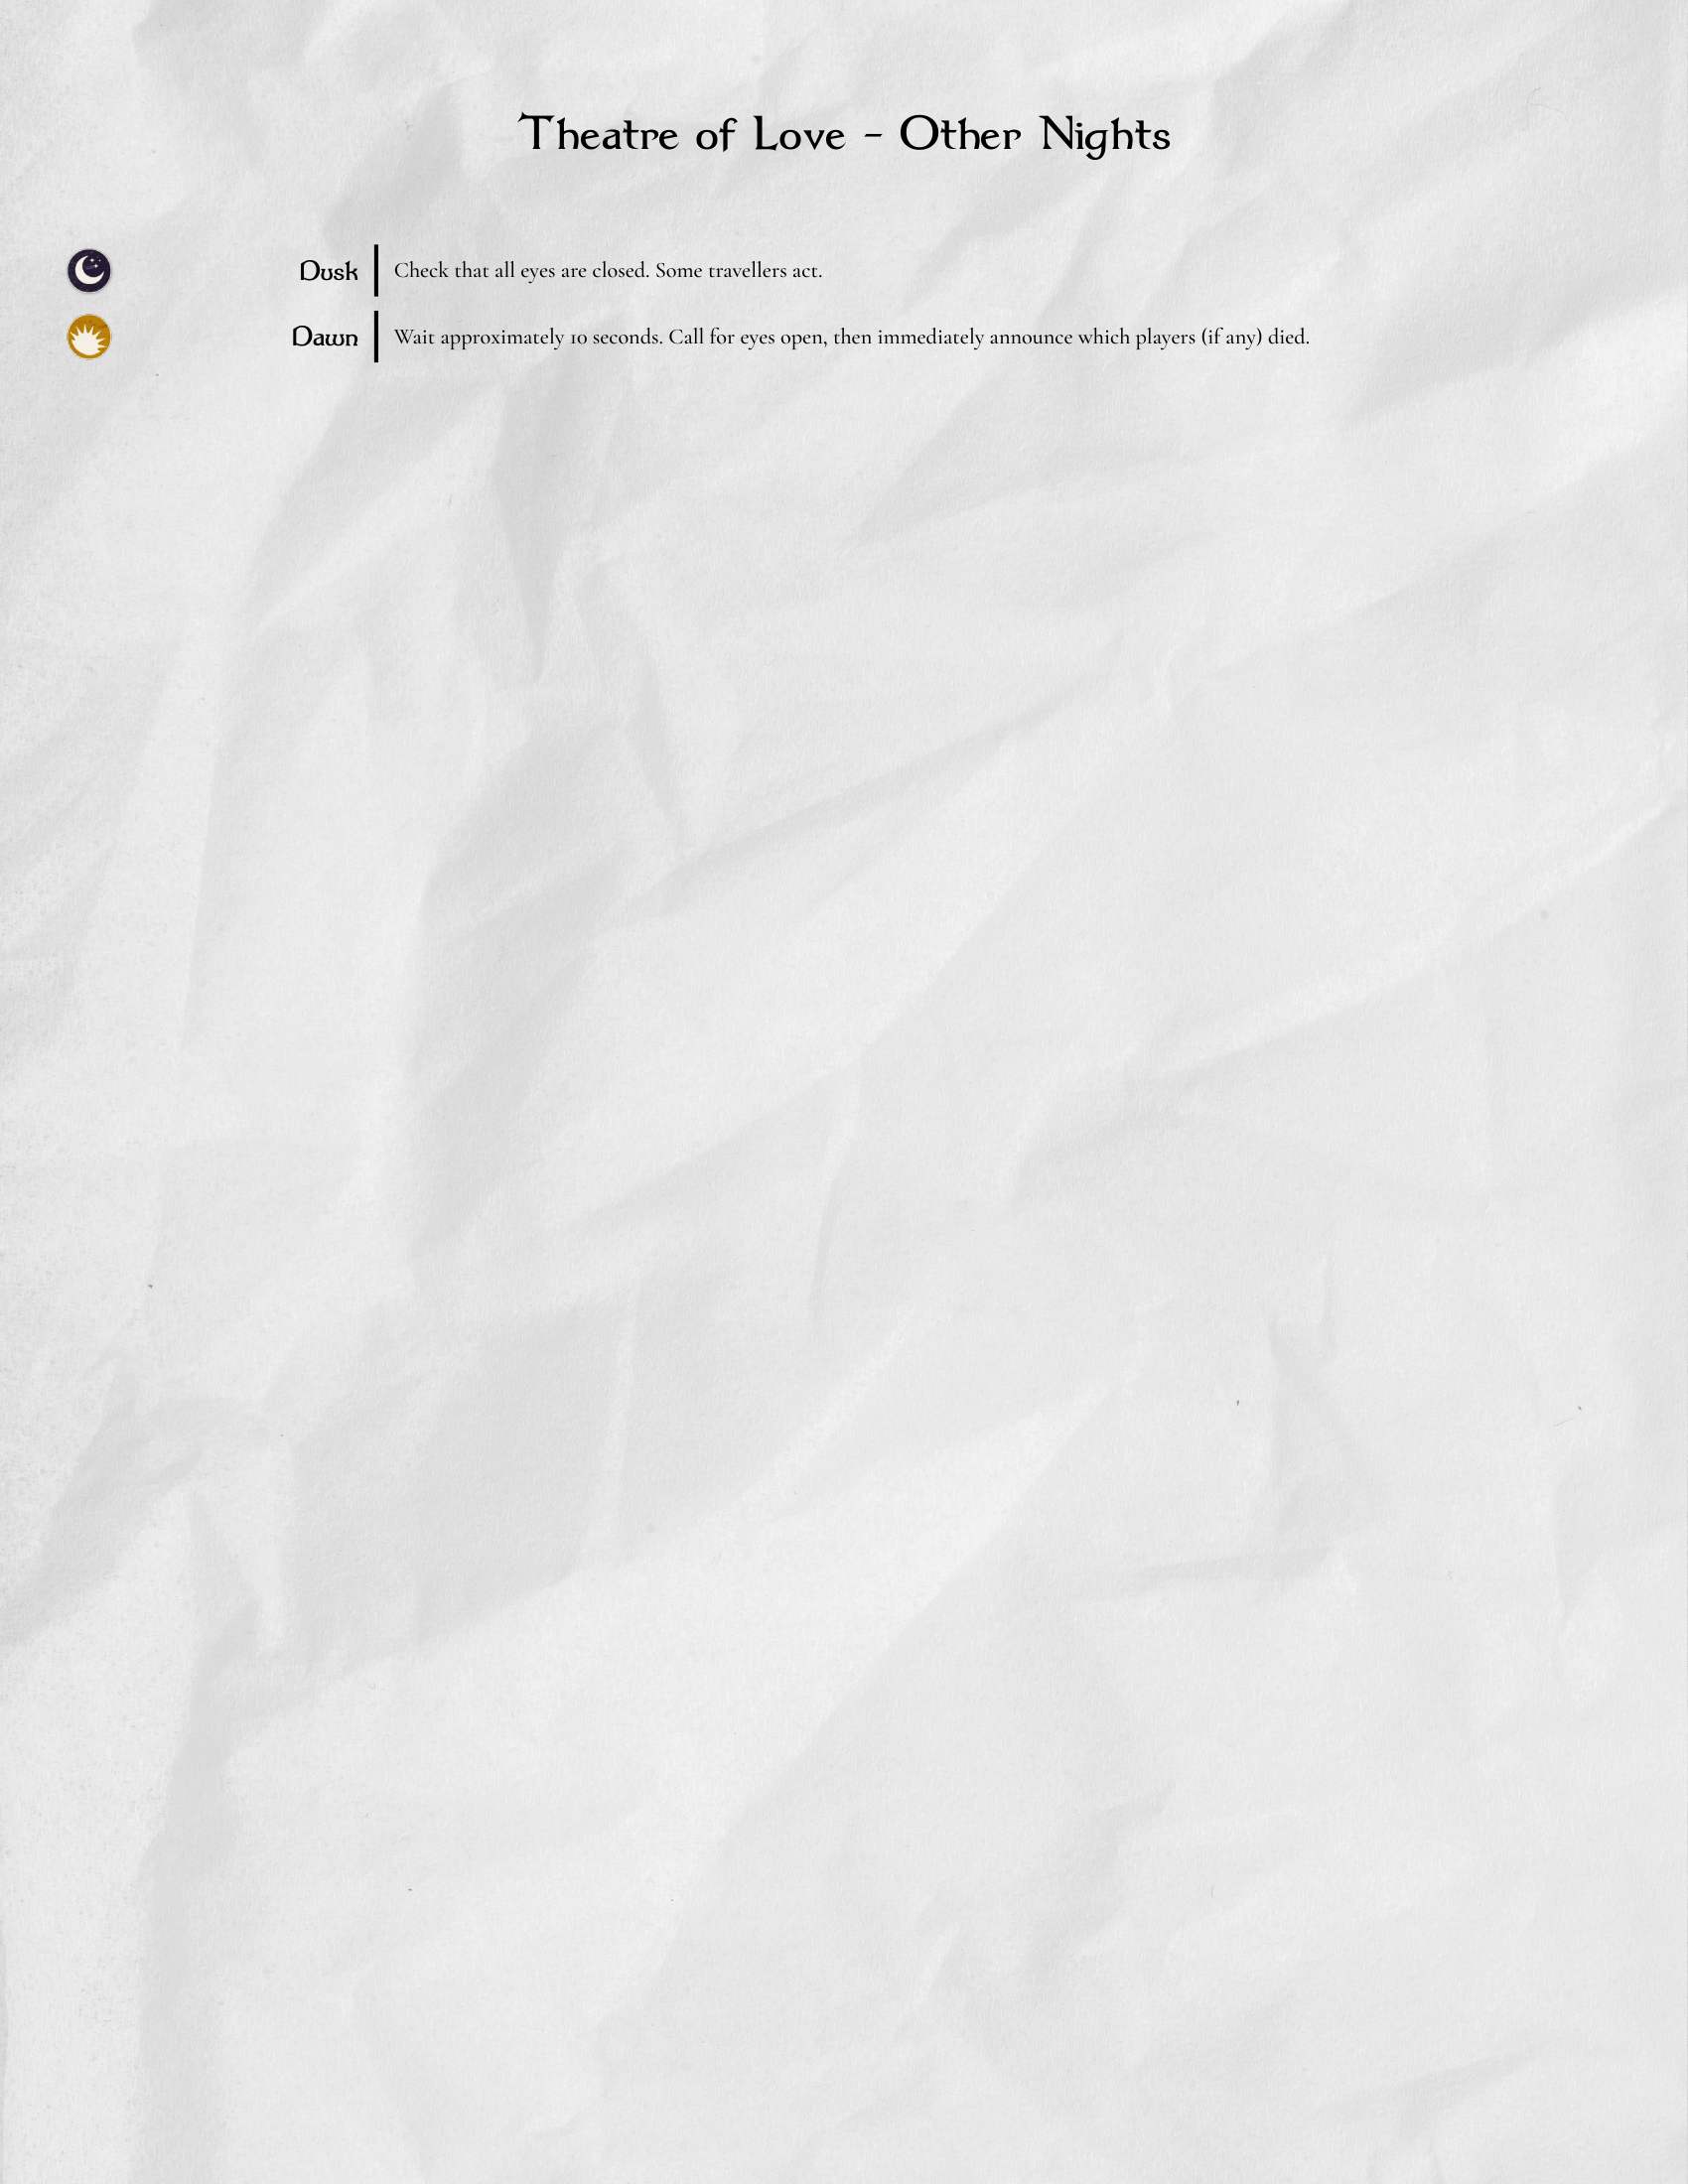 Theatre of Love - Other Nights
Dusk Check that all eyes are closed. Some travellers act.
Dawn Wait approximately 10 seconds. Call for eyes open, then immediately announce which players (if any) died.